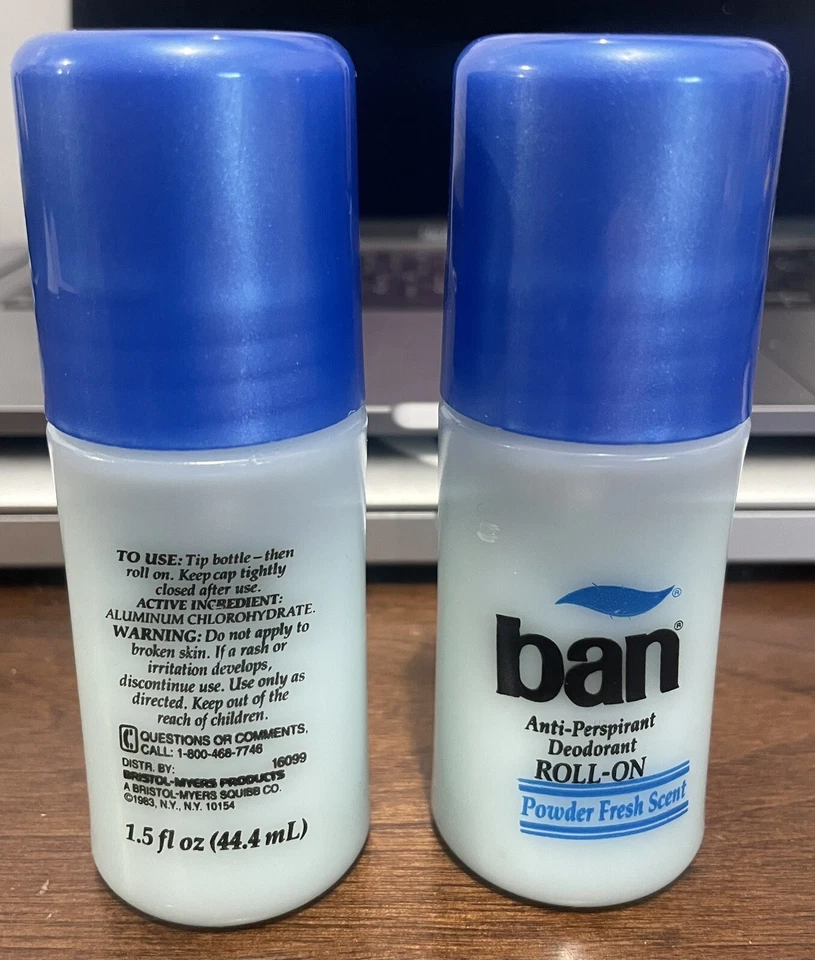 TO USE: Tip bottle–then
roll on. Keep cap tightly
closed after use.
ACTIVE INGREDIENT:
ALUMINUM CHLOROHYDRATE.
WARNING: Do not apply to
broken skin. If a rash or
irritation develops,
discontinue use. Use only as
directed. Keep out of the
reach of children.
QUESTIONS OR COMMENTS,
CALL: 1-800-468-7746
DISTR. BY: 16099
BRISTOL-MYERS PRODUCTS
A BRISTOL-MYERS SQUIBB CO.
©1983, N.Y., N.Y. 10154
1.5 fl oz (44.4 mL)
®
ban®
Anti-Perspirant
Deodorant
ROLL-ON
Powder Fresh Scent